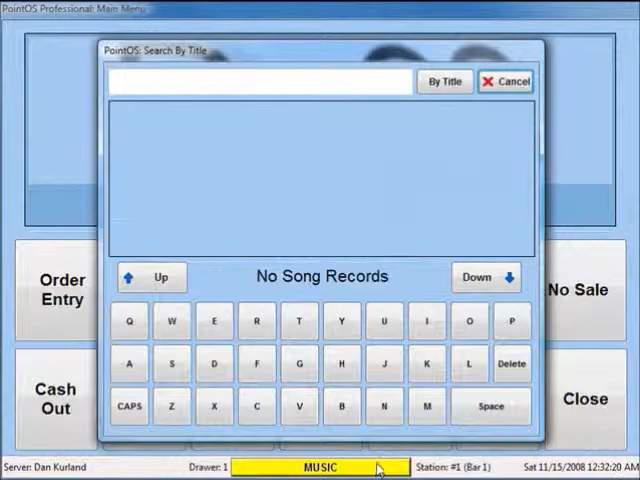 PointOS Professional: Main Menu
PointOS: Search By Title
By Title
Cancel
Up
No Song Records
Down
Order
Entry
No Sale
Q W E R T Y U I O P
A S D F G H J K L Delete
CAPS Z X C V B N M Space
Cash
Out
Close
Server: Dan Kurland
Drawer: 1
MUSIC
Station: #1 (Bar 1)
Sat 11/15/2008 12:32:20 AM